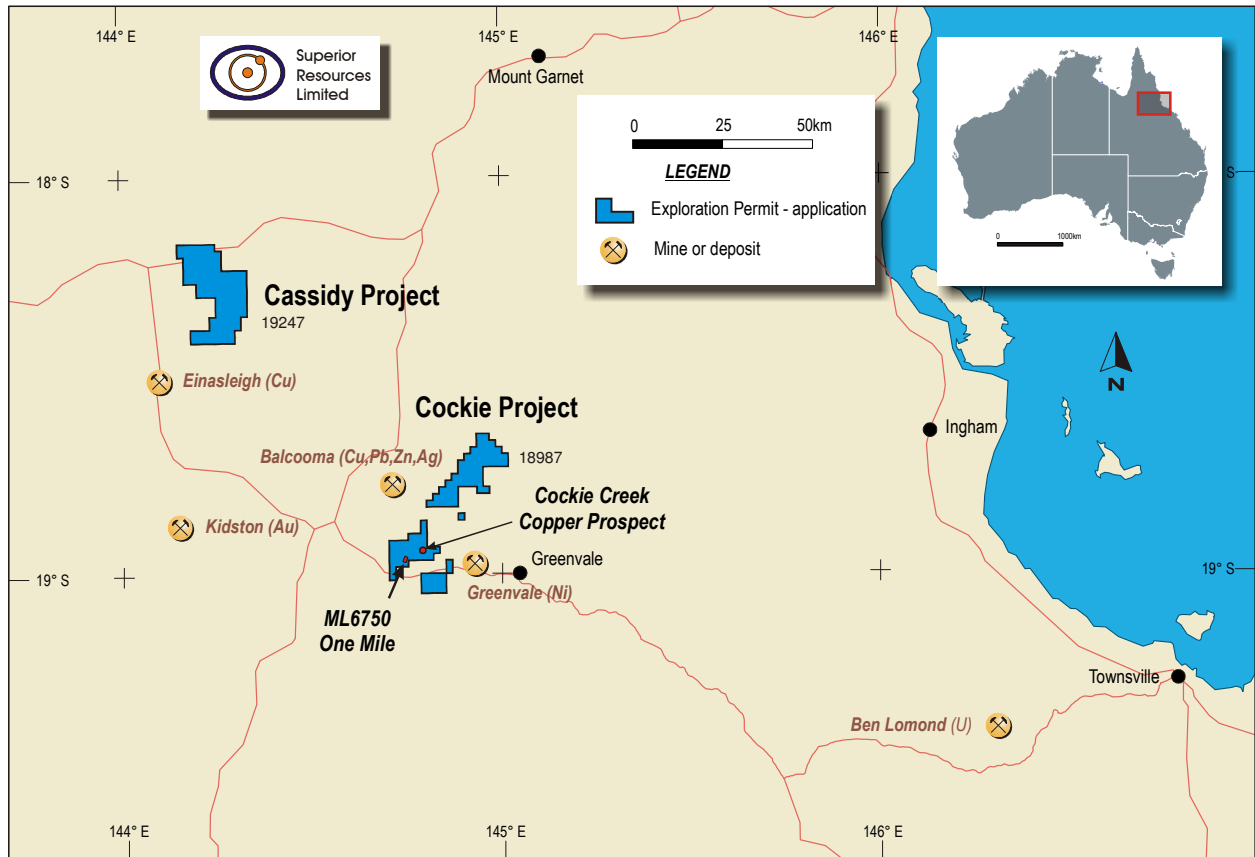 144° E
145° E
146° E
Superior
Resources
Limited
Mount Garnet
0 25 50km
LEGEND
Exploration Permit - application
Mine or deposit
0 1000km
18° S
S
Cassidy Project
19247
Einasleigh (Cu)
N
Cockie Project
Ingham
Balcooma (Cu,Pb,Zn,Ag)
18987
Cockie Creek
Copper Prospect
Kidston (Au)
Greenvale
19° S
19° S
Greenvale (Ni)
ML6750
One Mile
Townsville
Ben Lomond (U)
144° E
145° E
146° E